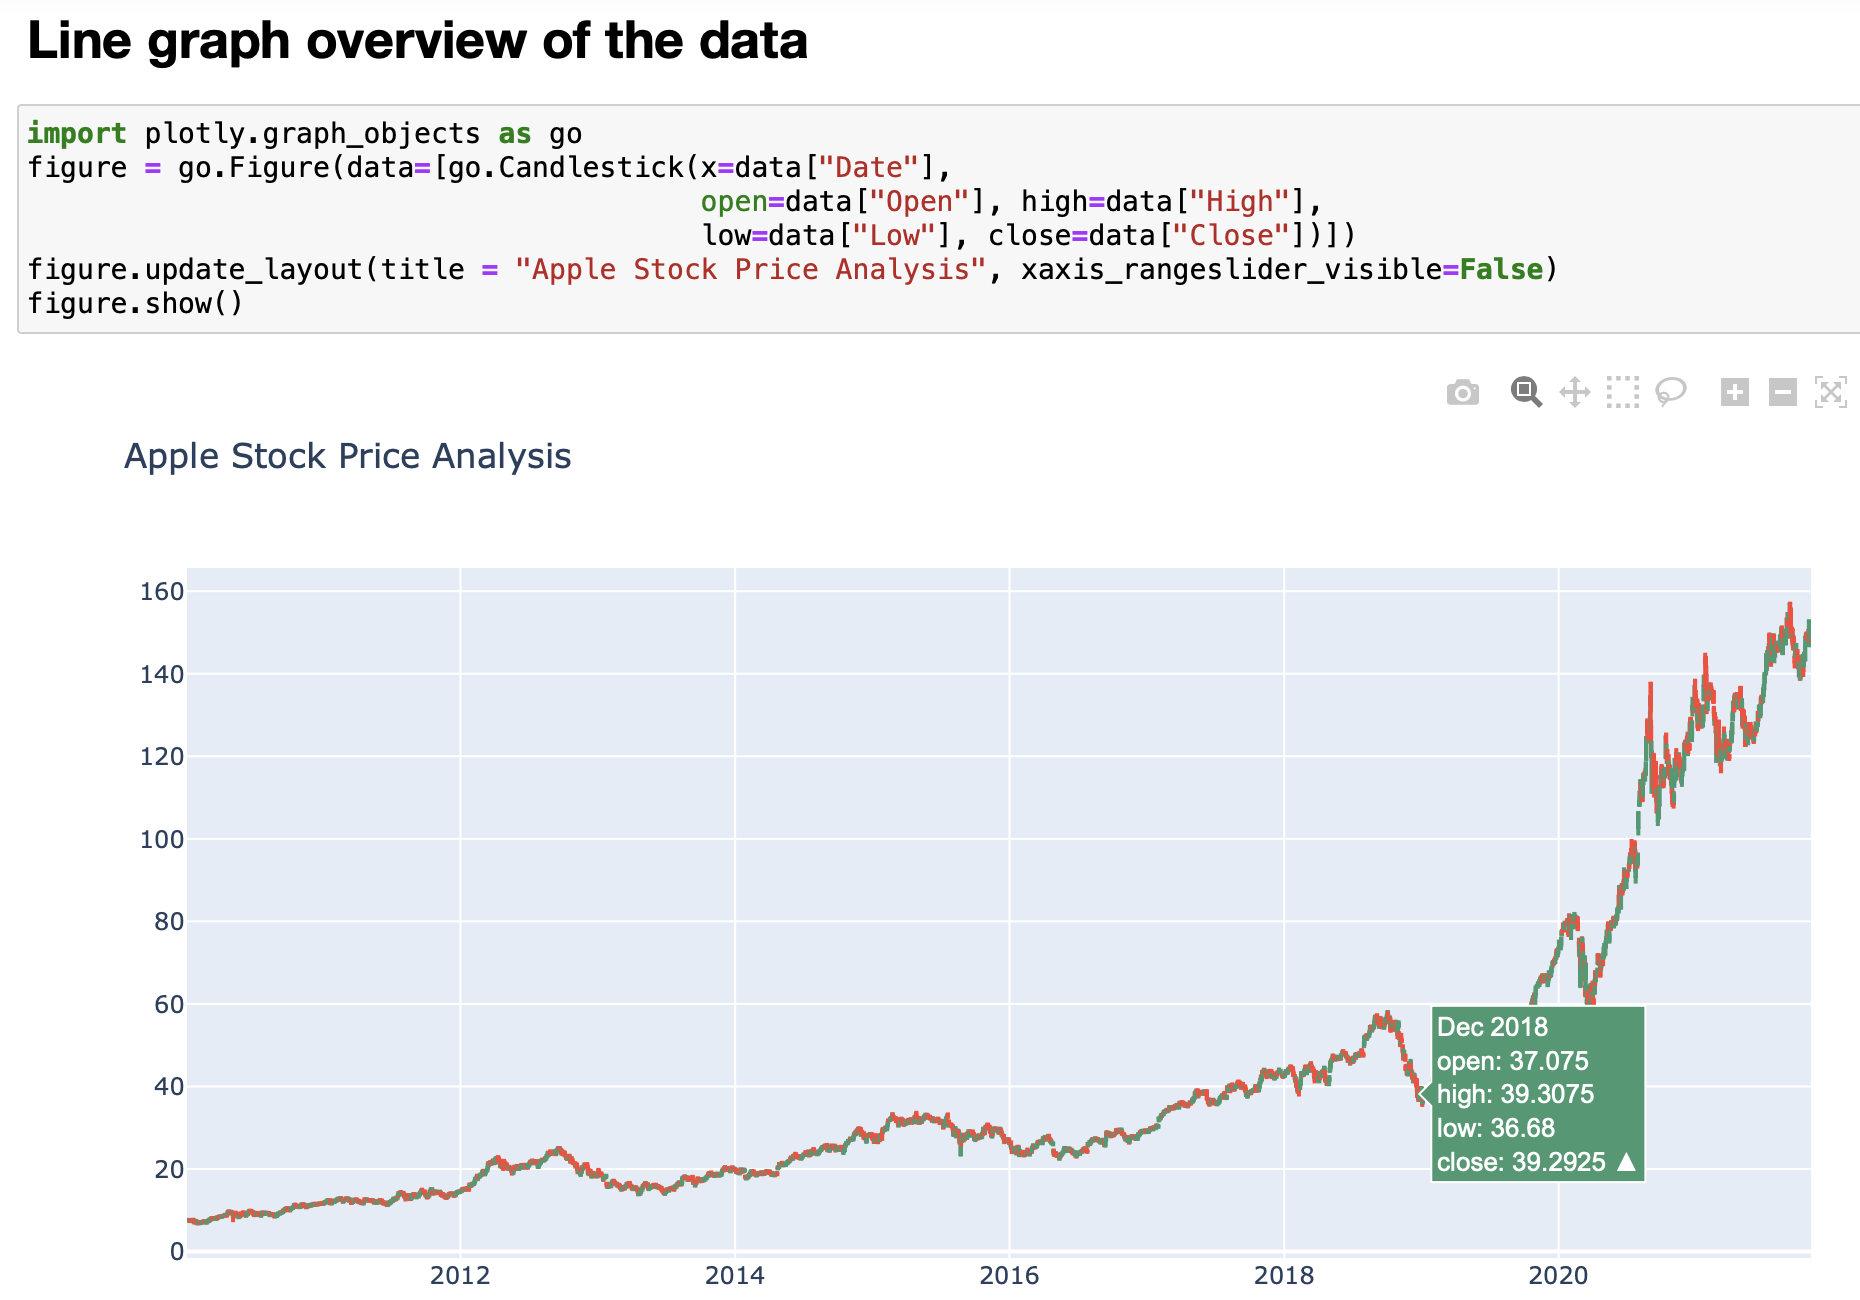 Line graph overview of the data
import plotly.graph_objects as go
figure = go.Figure(data=[go.Candlestick(x=data["Date"],
open=data["Open"], high=data["High"],
low=data["Low"], close=data["Close"])])
figure.update_layout(title = "Apple Stock Price Analysis", xaxis_rangeslider_visible=False)
figure.show()
Apple Stock Price Analysis
160
140
120
100
80
60
40
20
0
Dec 2018
open: 37.075
high: 39.3075
low: 36.68
close: 39.2925 ▲
2012 2014 2016 2018 2020